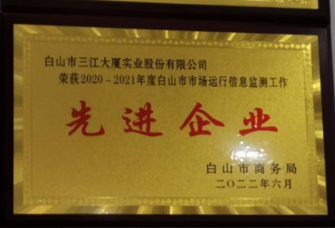 白山市三江大厦实业股份有限公司
荣获2020-2021年度白山市市场运行信息监测工作
先进企业
白山市商务局
二〇二二年六月